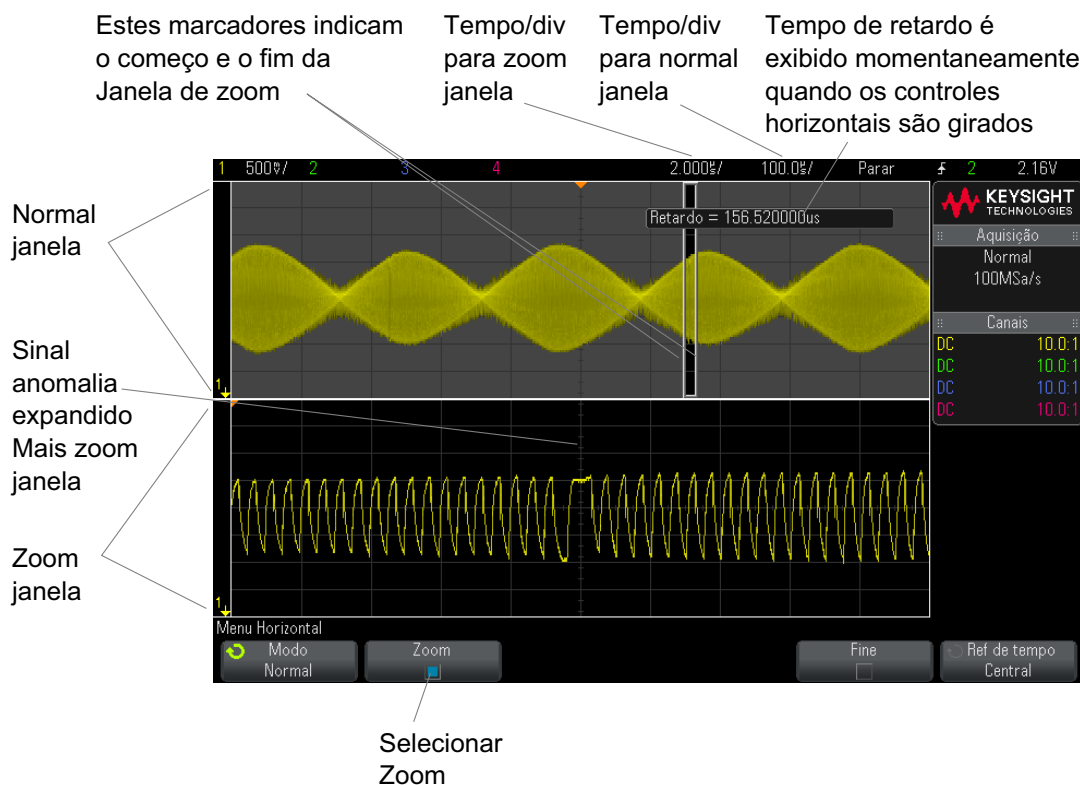 Estes marcadores indicam
o começo e o fim da
Janela de zoom
Tempo/div
para zoom
janela
Tempo/div
para normal
janela
Tempo de retardo é
exibido momentaneamente
quando os controles
horizontais são girados
1 500mV/ 2 3 4 2.000µs/ 100.0µs/ Parar 2 2.16V
Normal
janela
Retardo = 156.520000us
KEYSIGHT
TECHNOLOGIES
Aquisição
Normal
100MSa/s
Canais
DC 10.0:1
DC 10.0:1
DC 10.0:1
DC 10.0:1
1
Sinal
anomalia
expandido
Mais zoom
janela
Zoom
janela
1
Menu Horizontal
Modo
Normal
Zoom
Fine
Ref de tempo
Central
Selecionar
Zoom